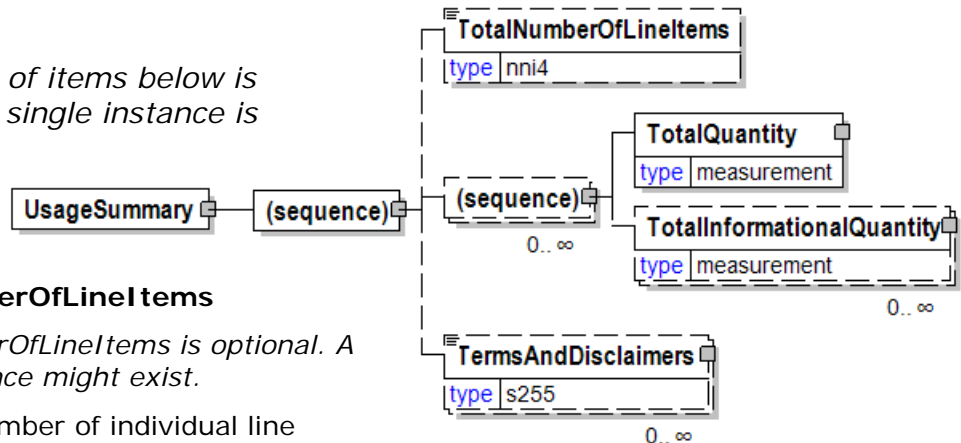 TotalNumberOfLineItems
type nni4
of items below is
single instance is
TotalQuantity
type measurement
UsageSummary
(sequence)
(sequence)
0.. ∞
TotalInformationalQuantity
type measurement
0.. ∞
erOfLineItems
rOfLineItems is optional. A
nce might exist.
mber of individual line
TermsAndDisclaimers
type s255
0.. ∞